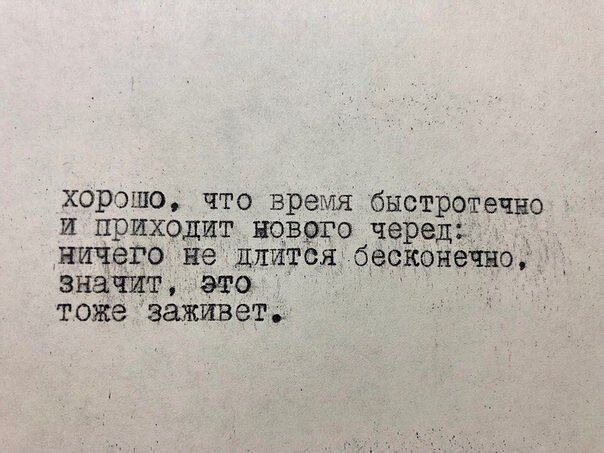 хорошо, что время быстротечно
и приходит нового черед:
ничего не длится бесконечно,
значит, это
тоже заживет.